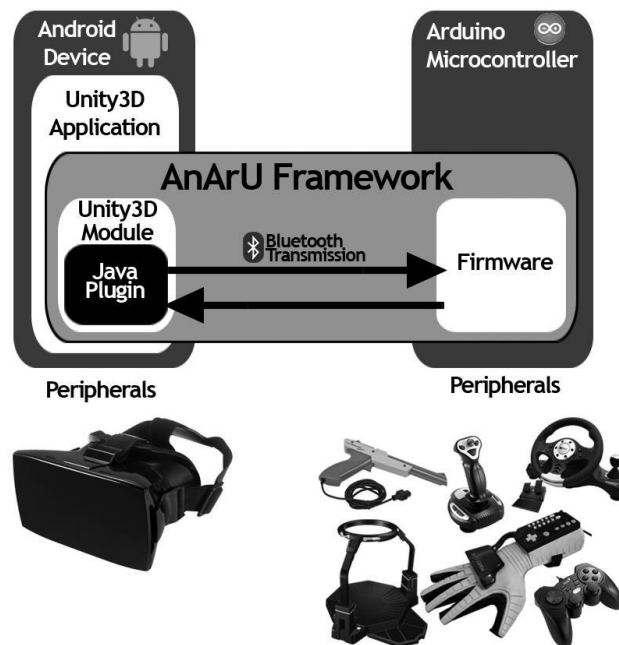 Android
Device
Arduino
Microcontroller
Unity3D
Application
AnArU Framework
Unity3D
Module
Java
Plugin
Bluetooth
Transmission
Firmware
Peripherals
Peripherals